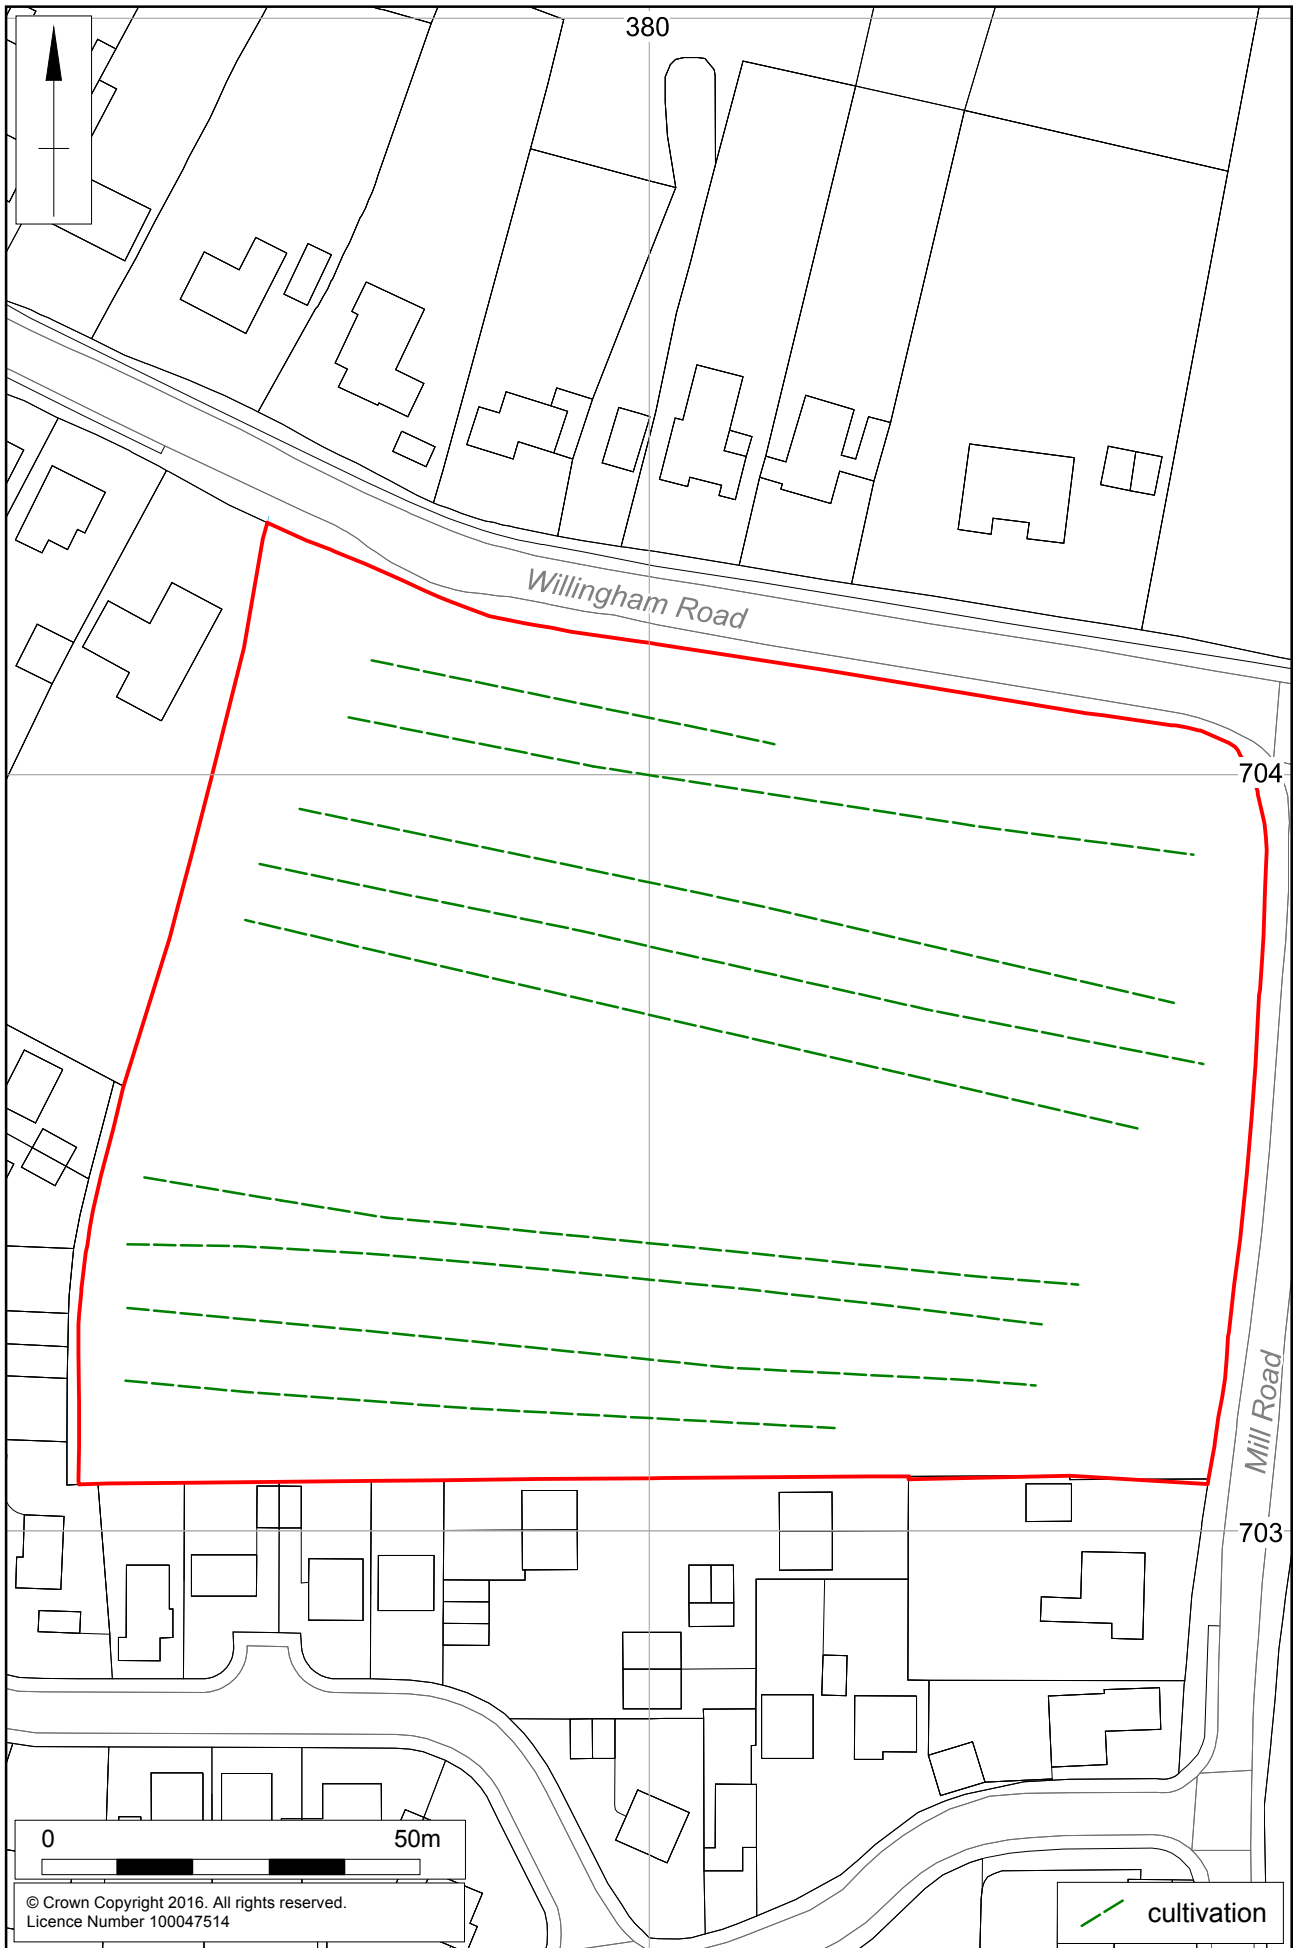 380
Willingham Road
704
Mill Road
703
0 50m
© Crown Copyright 2016. All rights reserved.
Licence Number 100047514
cultivation